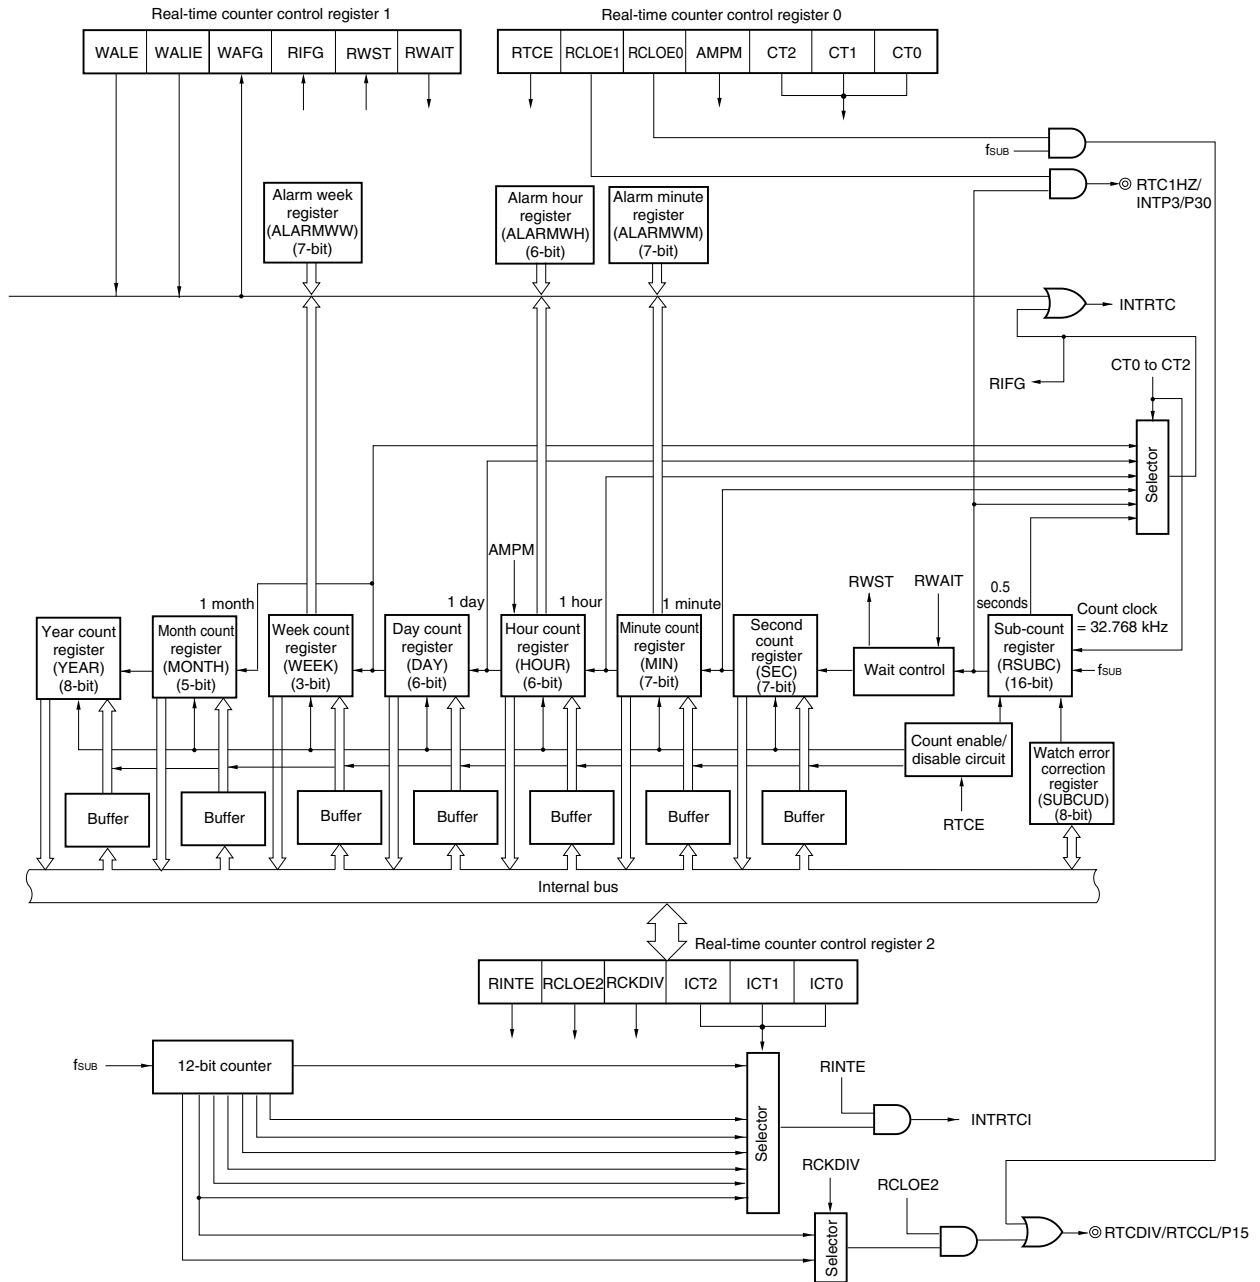 Real-time counter control register 1
Real-time counter control register 0
WALE WALIE WAFG RIFG RWST RWAIT
RTCE RCLOE1 RCLOE0 AMPM CT2 CT1 CT0
fSUB
RTC1HZ/
INTP3/P30
Alarm week
register
(ALARMWW)
(7-bit)
Alarm hour
register
(ALARMWH)
(6-bit)
Alarm minute
register
(ALARMWM)
(7-bit)
INTRTC
RIFG
CT0 to CT2
Selector
AMPM
RWST
RWAIT
0.5
seconds
Count clock
= 32.768 kHz
1 month
1 day
1 hour
1 minute
Year count
register
(YEAR)
(8-bit)
Month count
register
(MONTH)
(5-bit)
Week count
register
(WEEK)
(3-bit)
Day count
register
(DAY)
(6-bit)
Hour count
register
(HOUR)
(6-bit)
Minute count
register
(MIN)
(7-bit)
Second
count
register
(SEC)
(7-bit)
Wait control
Sub-count
register
(RSUBC)
(16-bit)
fSUB
Count enable/
disable circuit
Watch error
correction
register
(SUBCUD)
(8-bit)
RTCE
Buffer
Buffer
Buffer
Buffer
Buffer
Buffer
Buffer
Internal bus
Real-time counter control register 2
RINTE RCLOE2 RCKDIV ICT2 ICT1 ICT0
fSUB
12-bit counter
Selector
RINTE
INTRTCI
RCKDIV
RCLOE2
Selector
RTCDIV/RTCCL/P15